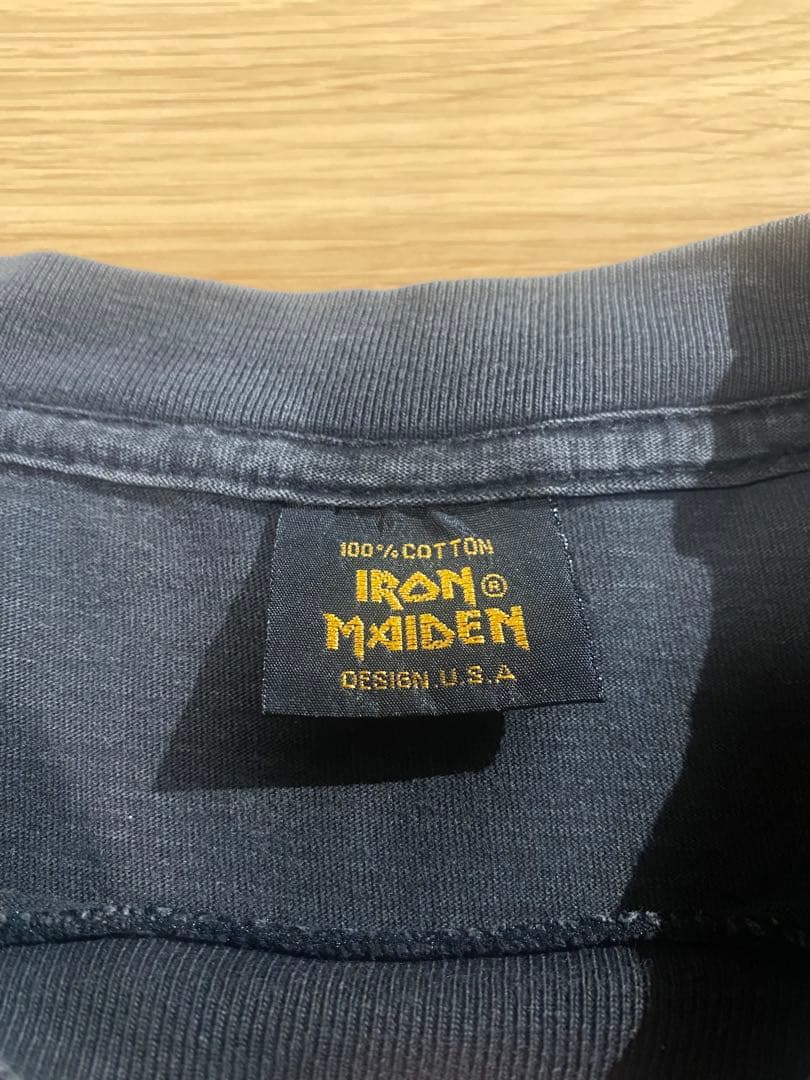 100% COTTON
IRON ®
MAIDEN
DESIGN.U.S.A